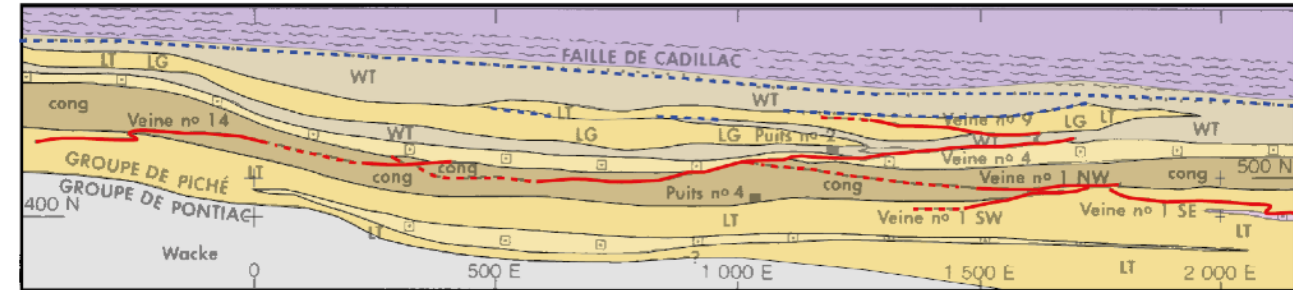 FAILLE DE CADILLAC
LT LG
WT
WT
cong
LT
Veine nº 9
LG LT
Veine nº 14
WT
LG
LG
Puits nº 2
WT
WT
Veine nº 4
GROUPE DE PICHÉ
LT
cong
cong
Veine nº 1 NW
cong
500 N
GROUPE DE PONTIAC
Puits nº 4
cong
400 N
LT
LT
Veine nº 1 SW
Veine nº 1 SE
LT
Wacke
?
0
500 E
1 000 E
1 500 E
LT
2 000 E